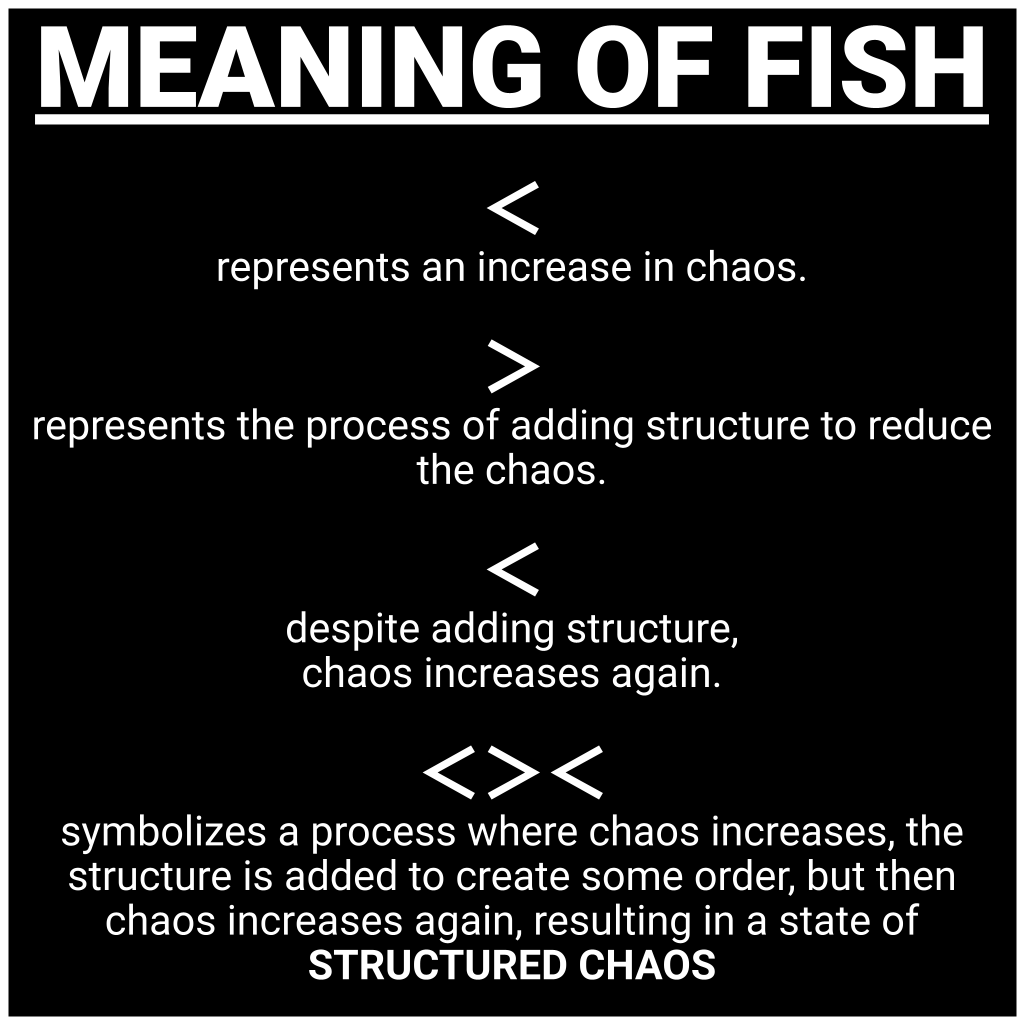 MEANING OF FISH
<
represents an increase in chaos.
>
represents the process of adding structure to reduce
the chaos.
<
despite adding structure,
chaos increases again.
<><
symbolizes a process where chaos increases, the
structure is added to create some order, but then
chaos increases again, resulting in a state of
STRUCTURED CHAOS